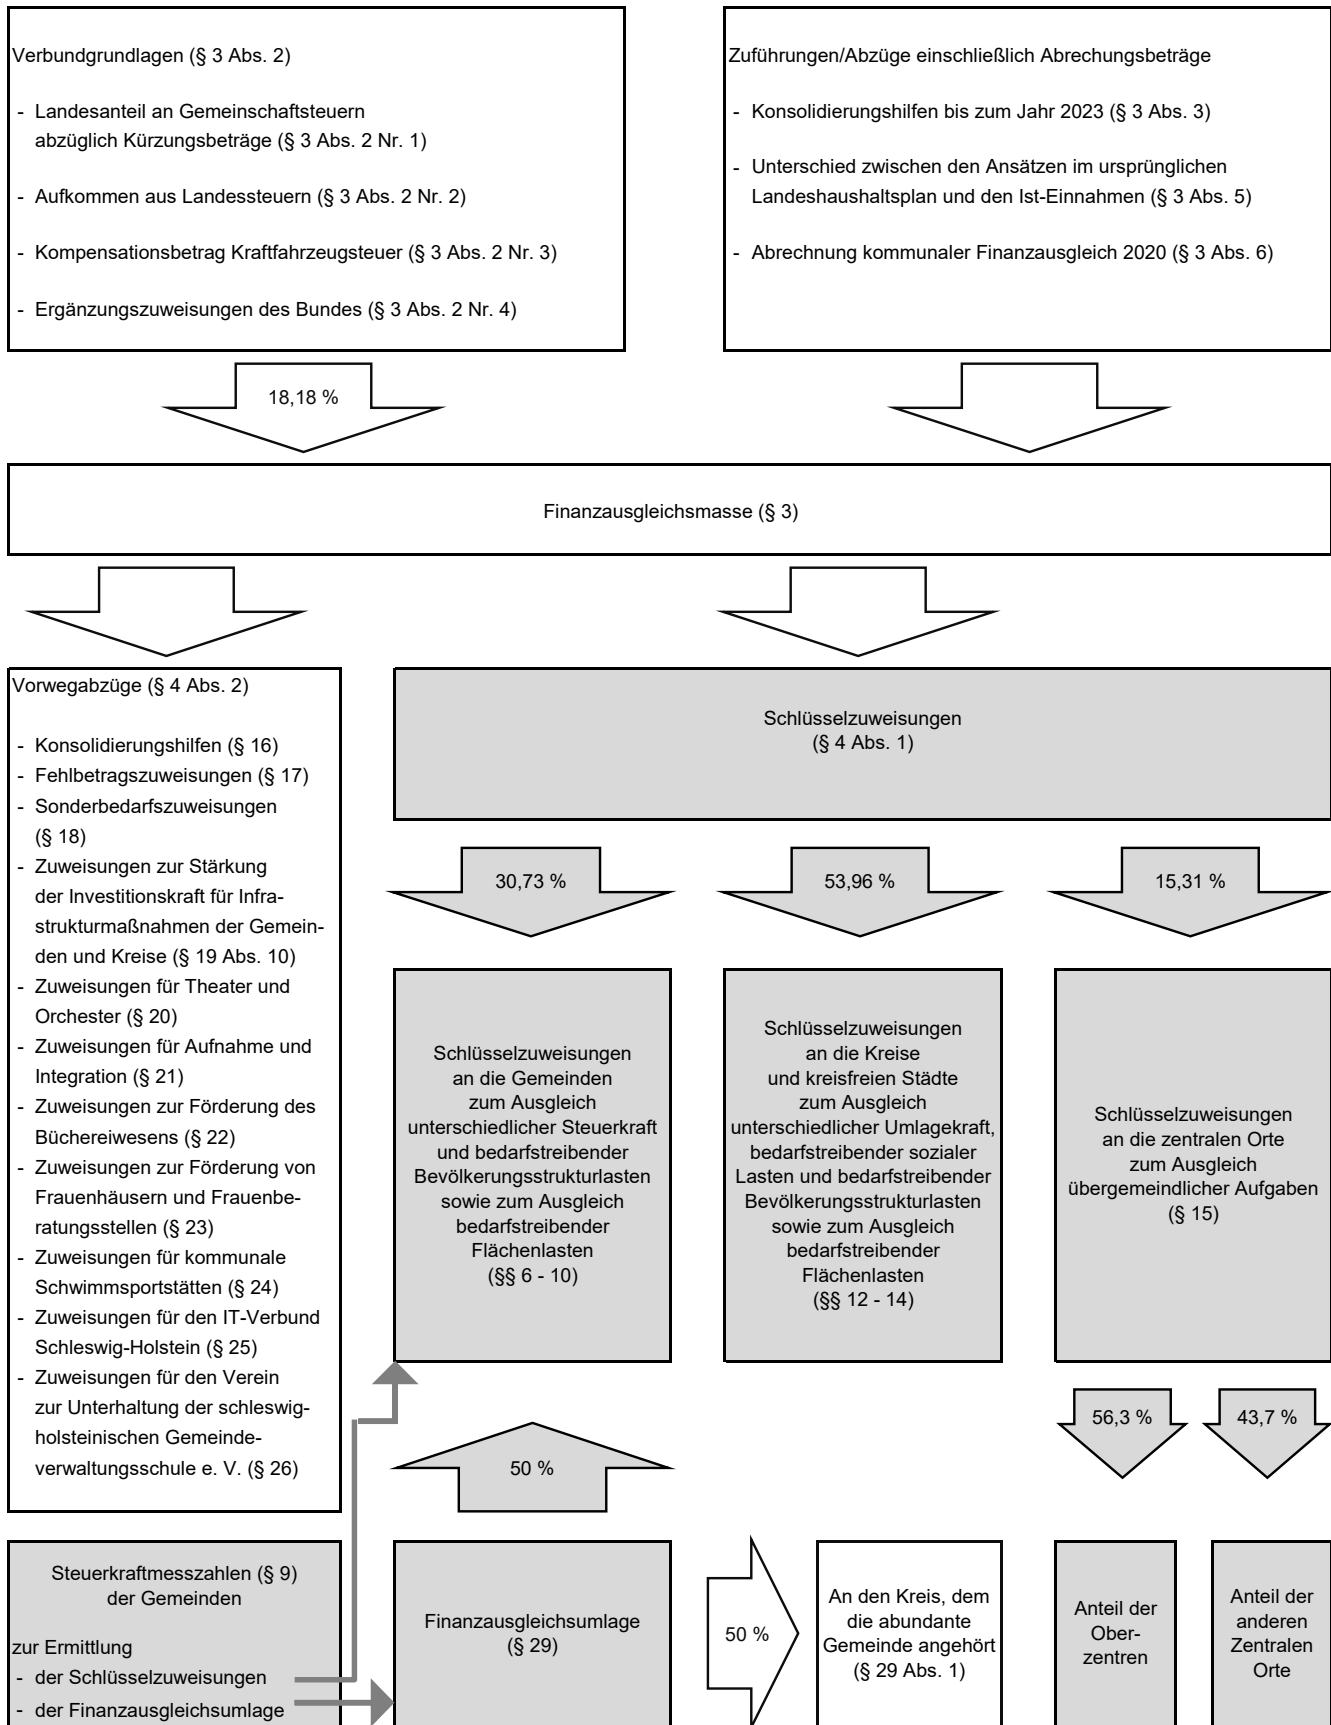 Verbundgrundlagen (§ 3 Abs. 2)
- Landesanteil an Gemeinschaftsteuern
abzüglich Kürzungsbeträge (§ 3 Abs. 2 Nr. 1)
- Aufkommen aus Landessteuern (§ 3 Abs. 2 Nr. 2)
- Kompensationsbetrag Kraftfahrzeugsteuer (§ 3 Abs. 2 Nr. 3)
- Ergänzungszuweisungen des Bundes (§ 3 Abs. 2 Nr. 4)
Zuführungen/Abzüge einschließlich Abrechungsbeträge
- Konsolidierungshilfen bis zum Jahr 2023 (§ 3 Abs. 3)
- Unterschied zwischen den Ansätzen im ursprünglichen
Landeshaushaltsplan und den Ist-Einnahmen (§ 3 Abs. 5)
- Abrechnung kommunaler Finanzausgleich 2020 (§ 3 Abs. 6)
18,18 %
Finanzausgleichsmasse (§ 3)
Vorwegabzüge (§ 4 Abs. 2)
- Konsolidierungshilfen (§ 16)
- Fehlbetragszuweisungen (§ 17)
- Sonderbedarfszuweisungen
(§ 18)
- Zuweisungen zur Stärkung
der Investitionskraft für Infra-
strukturmaßnahmen der Gemein-
den und Kreise (§ 19 Abs. 10)
- Zuweisungen für Theater und
Orchester (§ 20)
- Zuweisungen für Aufnahme und
Integration (§ 21)
- Zuweisungen zur Förderung des
Büchereiwesens (§ 22)
- Zuweisungen zur Förderung von
Frauenhäusern und Frauenbe-
ratungsstellen (§ 23)
- Zuweisungen für kommunale
Schwimmsportstätten (§ 24)
- Zuweisungen für den IT-Verbund
Schleswig-Holstein (§ 25)
- Zuweisungen für den Verein
zur Unterhaltung der schleswig-
holsteinischen Gemeinde-
verwaltungsschule e. V. (§ 26)
Schlüsselzuweisungen
(§ 4 Abs. 1)
30,73 %
53,96 %
15,31 %
Schlüsselzuweisungen
an die Gemeinden
zum Ausgleich
unterschiedlicher Steuerkraft
und bedarfstreibender
Bevölkerungsstrukturlasten
sowie zum Ausgleich
bedarfstreibender
Flächenlasten
(§§ 6 - 10)
Schlüsselzuweisungen
an die Kreise
und kreisfreien Städte
zum Ausgleich
unterschiedlicher Umlagekraft,
bedarfstreibender sozialer
Lasten und bedarfstreibender
Bevölkerungsstrukturlasten
sowie zum Ausgleich
bedarfstreibender
Flächenlasten
(§§ 12 - 14)
Schlüsselzuweisungen
an die zentralen Orte
zum Ausgleich
übergemeindlicher Aufgaben
(§ 15)
56,3 %
43,7 %
50 %
Steuerkraftmesszahlen (§ 9)
der Gemeinden
zur Ermittlung
- der Schlüsselzuweisungen
- der Finanzausgleichsumlage
Finanzausgleichsumlage
(§ 29)
50 %
An den Kreis, dem
die abundante
Gemeinde angehört
(§ 29 Abs. 1)
Anteil der
Ober-
zentren
Anteil der
anderen
Zentralen
Orte